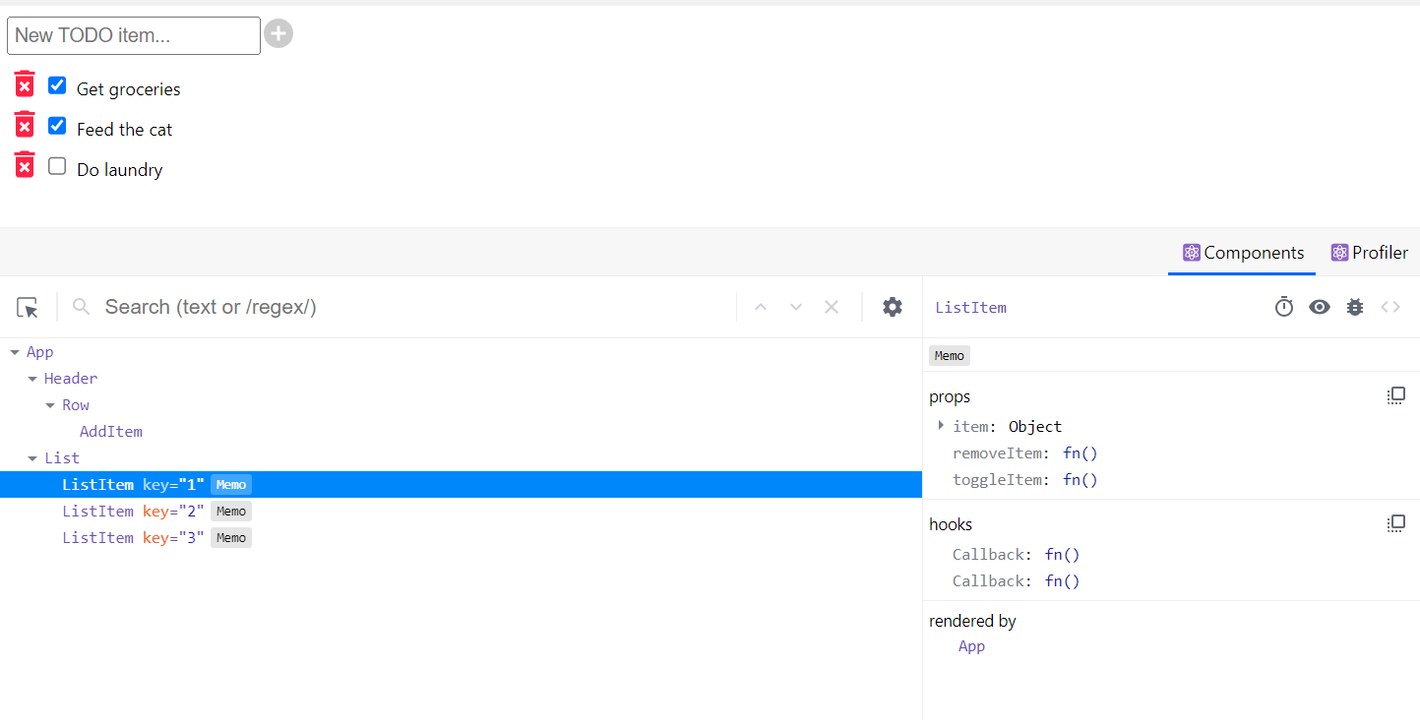 New TODO item...
Get groceries
Feed the cat
Do laundry
Components Profiler
Search (text or /regex/)
ListItem
App
Header
Row
AddItem
List
ListItem key="1" Memo
ListItem key="2" Memo
ListItem key="3" Memo
Memo
props
item: Object
removeItem: fn()
toggleItem: fn()
hooks
Callback: fn()
Callback: fn()
rendered by
App